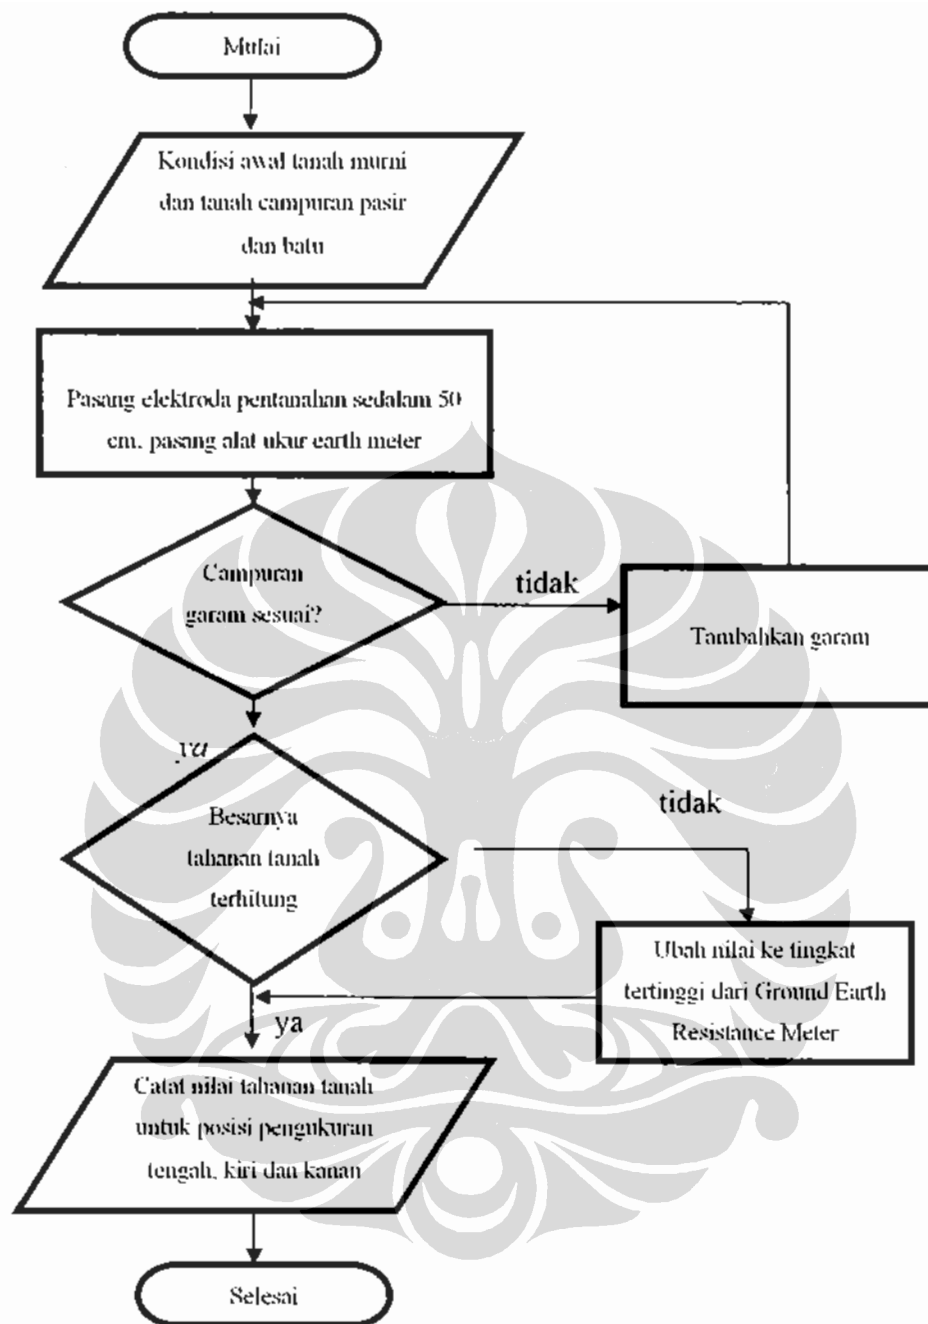 Mulai
Kondisi awal tanah murni
dan tanah campuran pasir
dan batu
Pasang elektroda pentanahan sedalam 50
cm, pasang alat ukur earth meter
Campuran
garam sesuai?
tidak
Tambahkan garam
ya
Besarnya
tahanan tanah
terhitung
tidak
Ubah nilai ke tingkat
tertinggi dari Ground Earth
Resistance Meter
ya
Catat nilai tahanan tanah
untuk posisi pengukuran
tengah, kiri dan kanan
Selesai